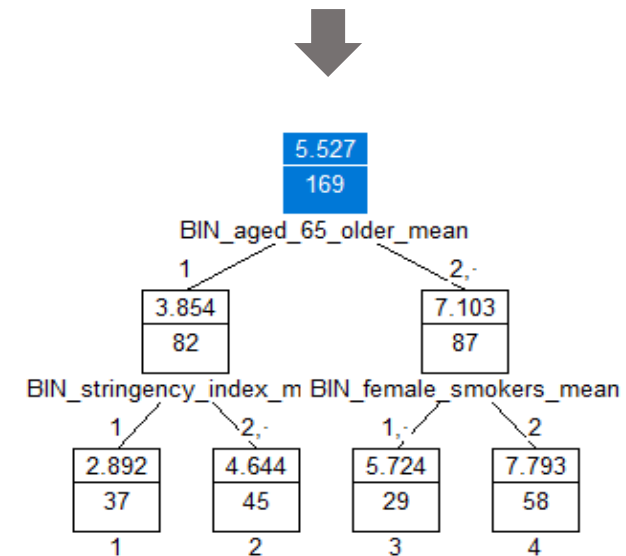 5.527
169
BIN_aged_65_older_mean
1 2,-
3.854 7.103
82 87
BIN_stringency_index_m BIN_female_smokers_mean
1 2,- 1,- 2
2.892 4.644 5.724 7.793
37 45 29 58
1 2 3 4